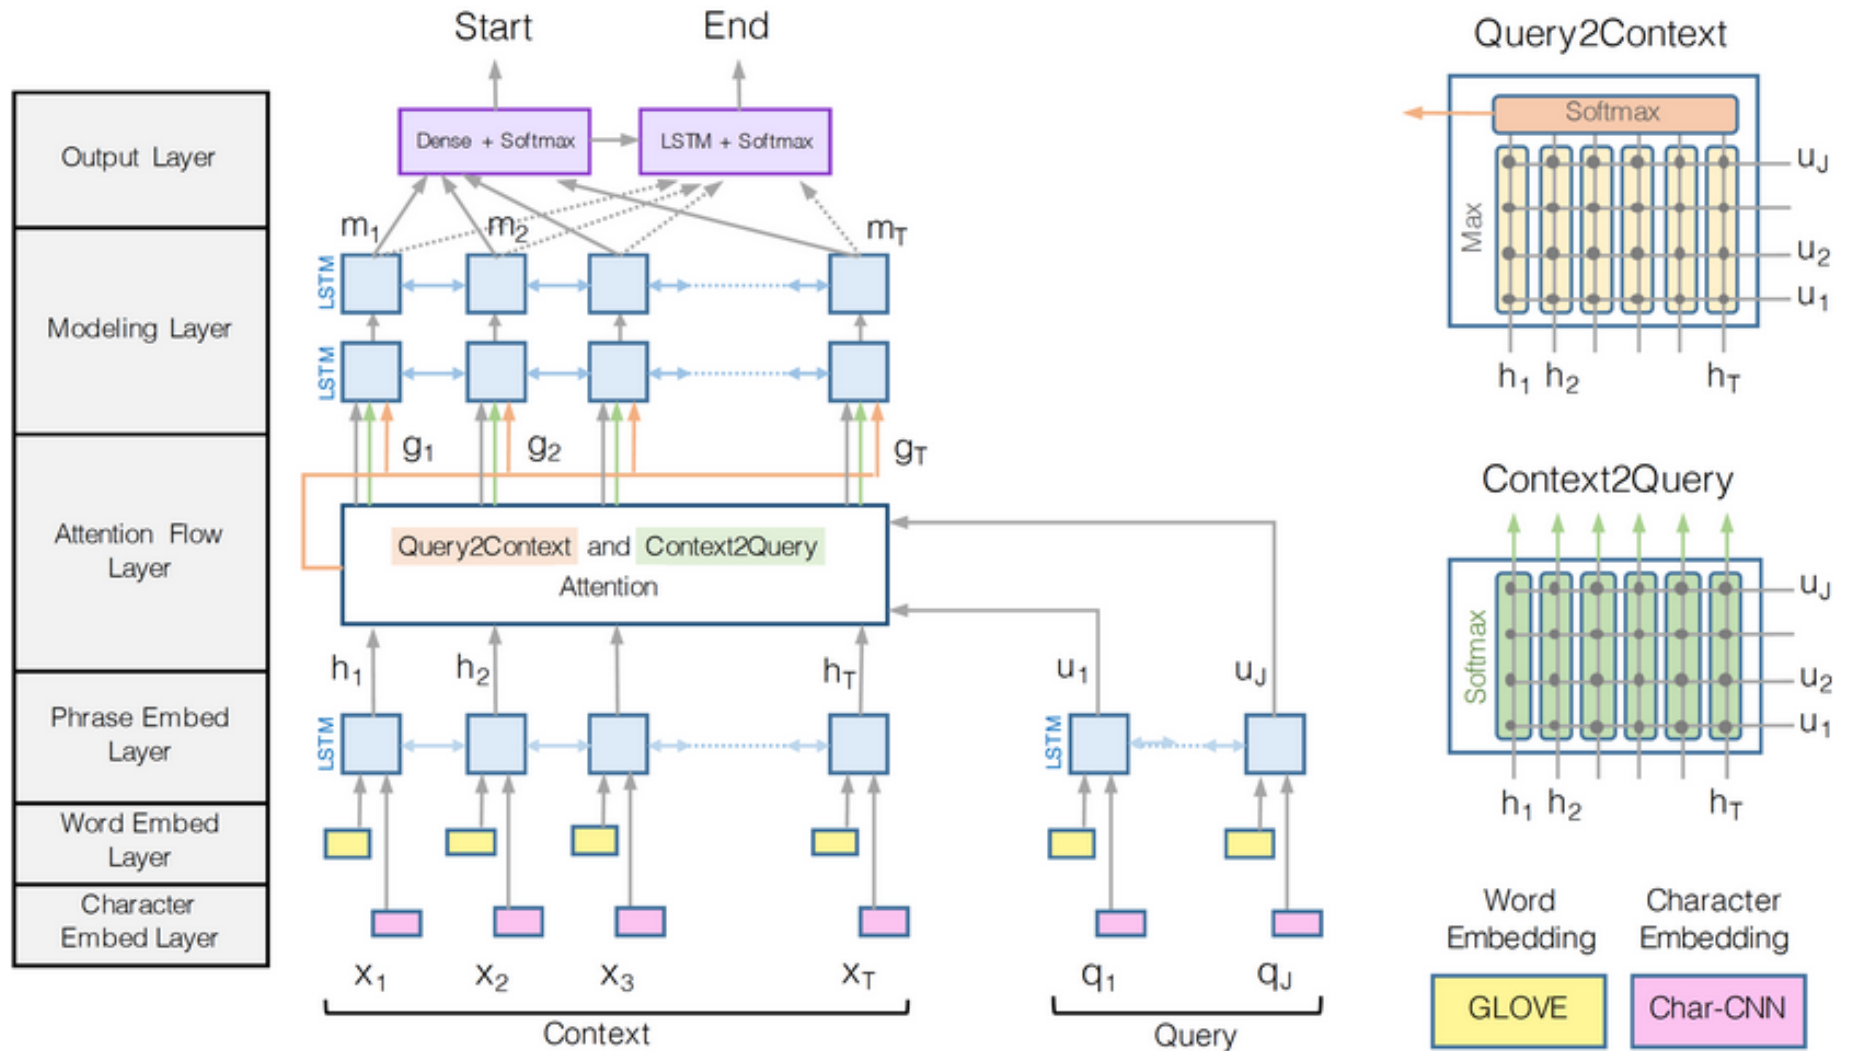 Start End
Output Layer
Dense + Softmax LSTM + Softmax
m1 m2 mT
LSTM
Modeling Layer
LSTM
g1 g2 gT
Attention Flow
Layer
Query2Context and Context2Query
Attention
h1 h2 hT u1 uJ
Phrase Embed
Layer
LSTM LSTM
Word Embed
Layer
Character
Embed Layer
x1 x2 x3 xT q1 qJ
Context Query
Query2Context
Softmax
Max
uJ
u2
u1
h1 h2 hT
Context2Query
Softmax
uJ
u2
u1
h1 h2 hT
Word
Embedding
GLOVE
Character
Embedding
Char-CNN